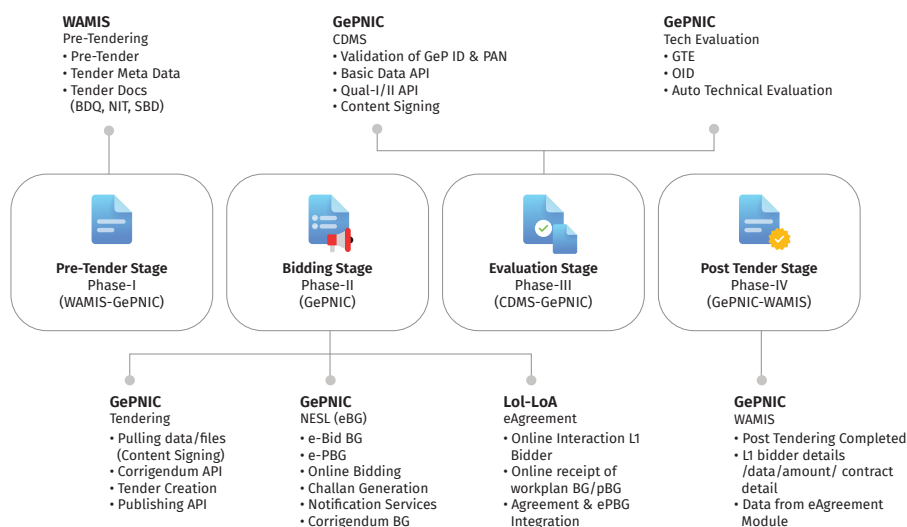 WAMIS
Pre-Tendering
• Pre-Tender
• Tender Meta Data
• Tender Docs
(BDQ, NIT, SBD)
GePNIC
CDMS
• Validation of GeP ID & PAN
• Basic Data API
• Qual-I/II API
• Content Signing
GePNIC
Tech Evaluation
• GTE
• OID
• Auto Technical Evaluation
Pre-Tender Stage
Phase-I
(WAMIS-GePNIC)
Bidding Stage
Phase-II
(GePNIC)
Evaluation Stage
Phase-III
(CDMS-GePNIC)
Post Tender Stage
Phase-IV
(GePNIC-WAMIS)
GePNIC
Tendering
• Pulling data/files
(Content Signing)
• Corrigendum API
• Tender Creation
• Publishing API
GePNIC
NESL (eBG)
• e-Bid BG
• e-PBG
• Online Bidding
• Challan Generation
• Notification Services
• Corrigendum BG
LoI-LoA
eAgreement
• Online Interaction L1
Bidder
• Online receipt of
workplan BG/pBG
• Agreement & ePBG
Integration
GePNIC
WAMIS
• Post Tendering Completed
• L1 bidder details
/data/amount/ contract
detail
• Data from eAgreement
Module